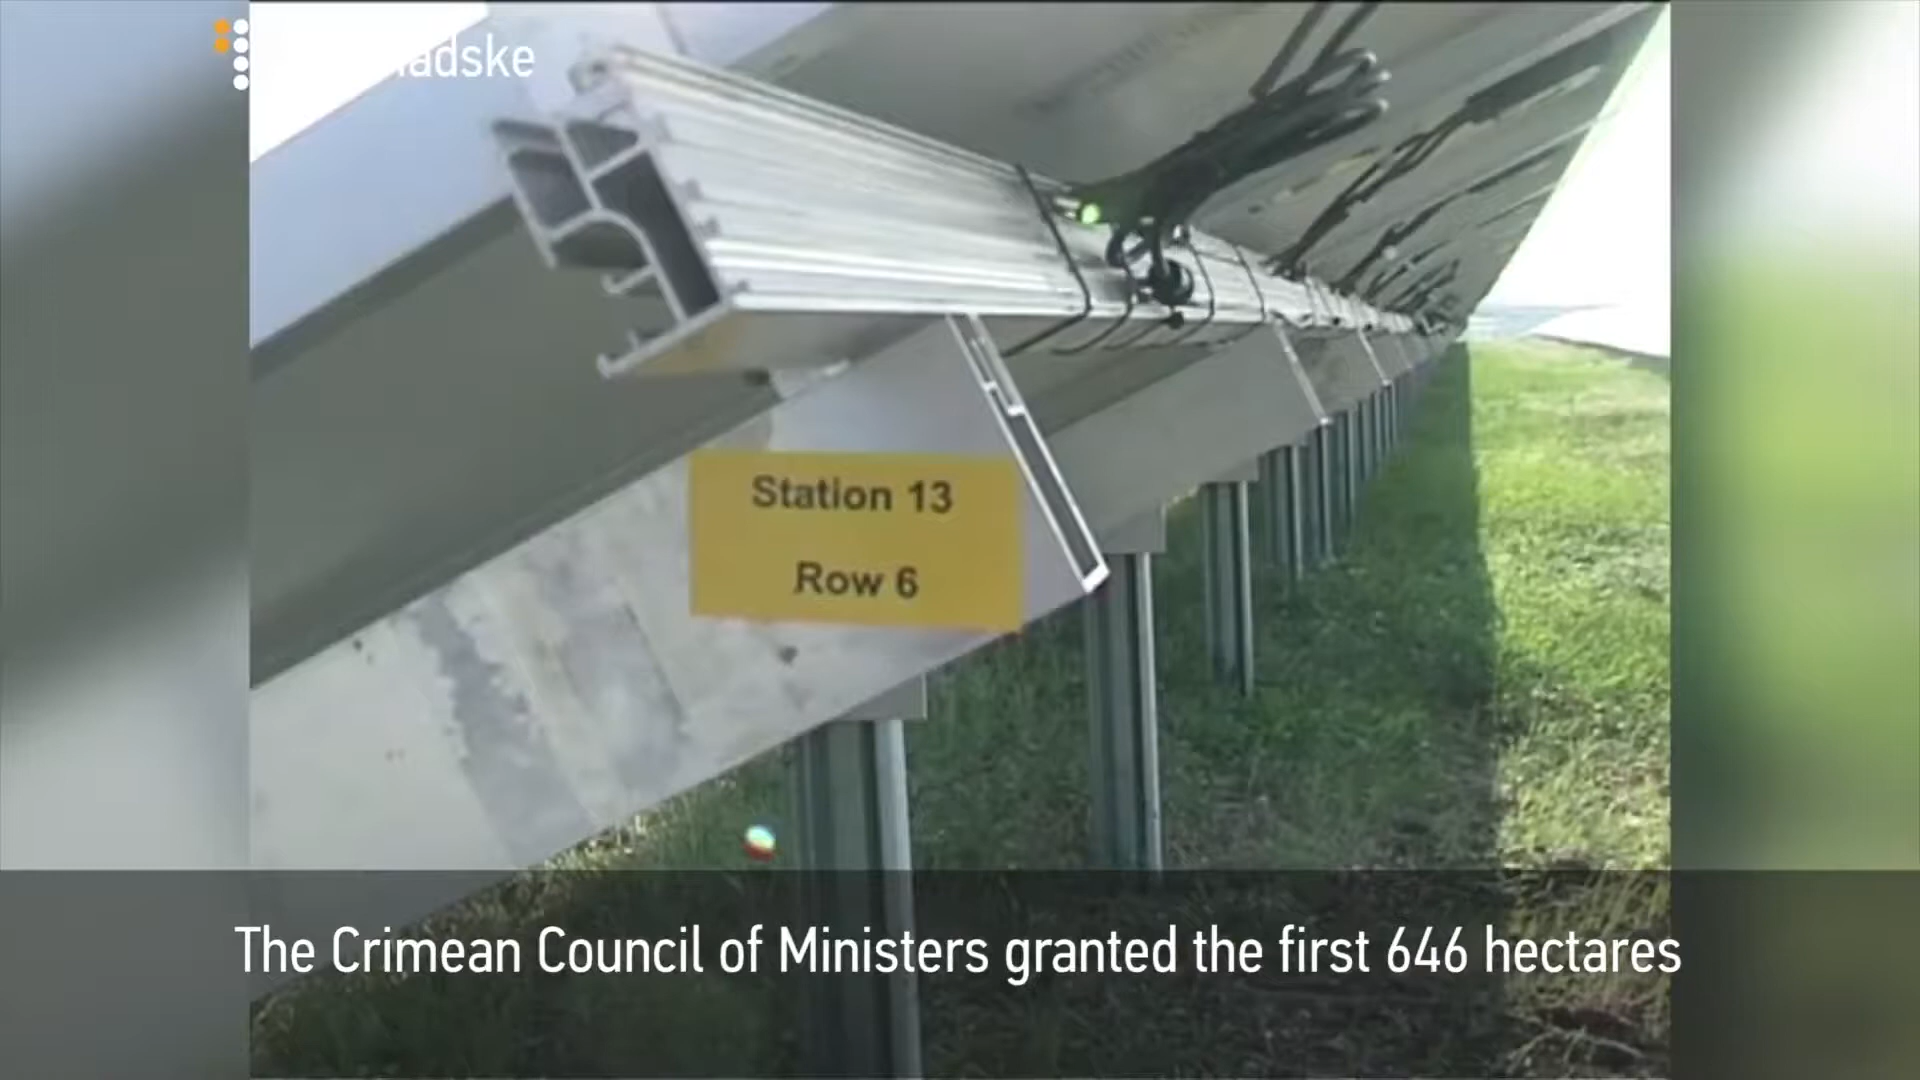 Station 13
Row 6
The Crimean Council of Ministers granted the first 646 hectares